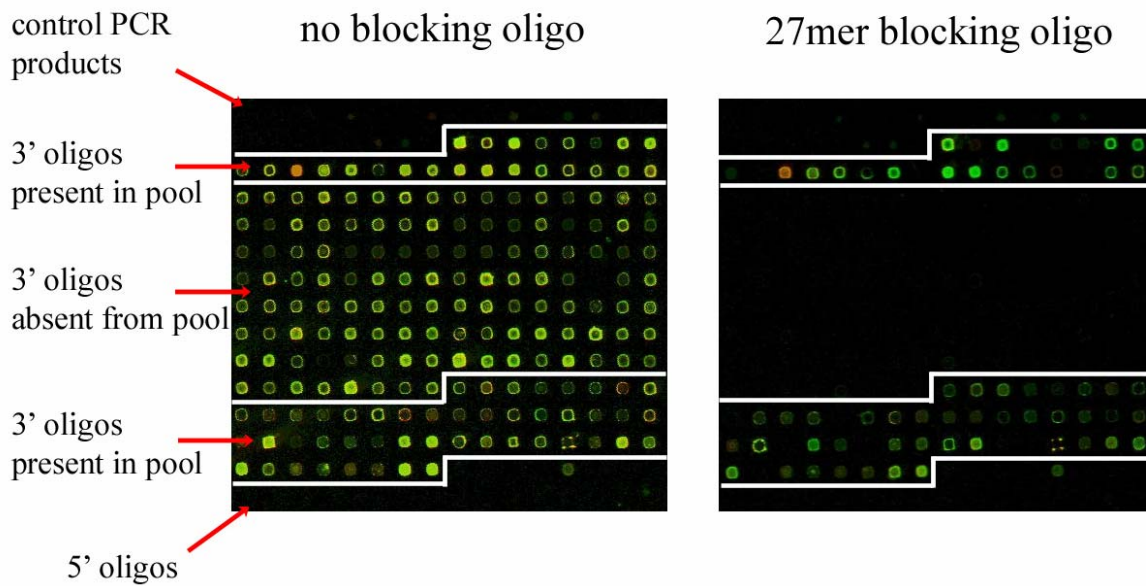 no blocking oligo
27mer blocking oligo
control PCR
products
3’ oligos
present in pool
3’ oligos
absent from pool
3’ oligos
present in pool
5’ oligos